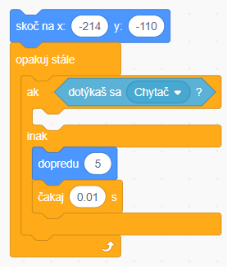 skoč na x: -214 y: -110
opakuj stále
ak dotýkaš sa Chytač ?
inak
dopredu 5
čakaj 0.01 s